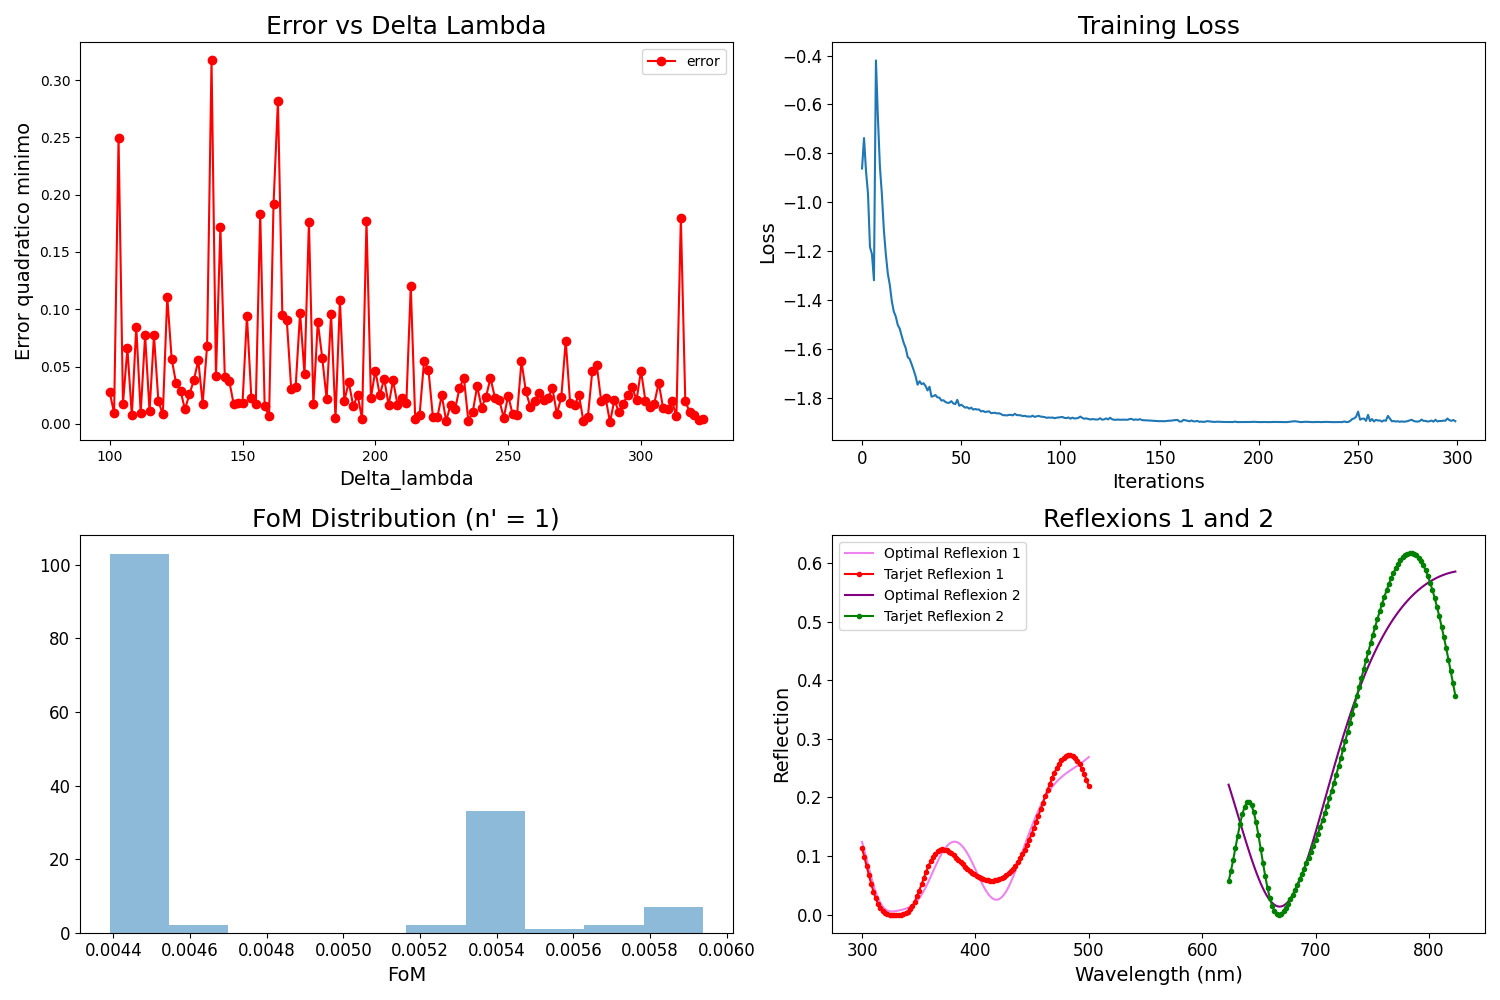 Error vs Delta Lambda
Error quadratico minimo
0.30
0.25
0.20
0.15
0.10
0.05
0.00
error
100 150 200 250 300
Delta_lambda
Training Loss
Loss
−0.4
−0.6
−0.8
−1.0
−1.2
−1.4
−1.6
−1.8
0 50 100 150 200 250 300
Iterations
FoM Distribution (n' = 1)
100
80
60
40
20
0
0.0044 0.0046 0.0048 0.0050 0.0052 0.0054 0.0056 0.0058 0.0060
FoM
Reflexions 1 and 2
Reflection
0.6
0.5
0.4
0.3
0.2
0.1
0.0
Optimal Reflexion 1
Tarjet Reflexion 1
Optimal Reflexion 2
Tarjet Reflexion 2
300 400 500 600 700 800
Wavelength (nm)